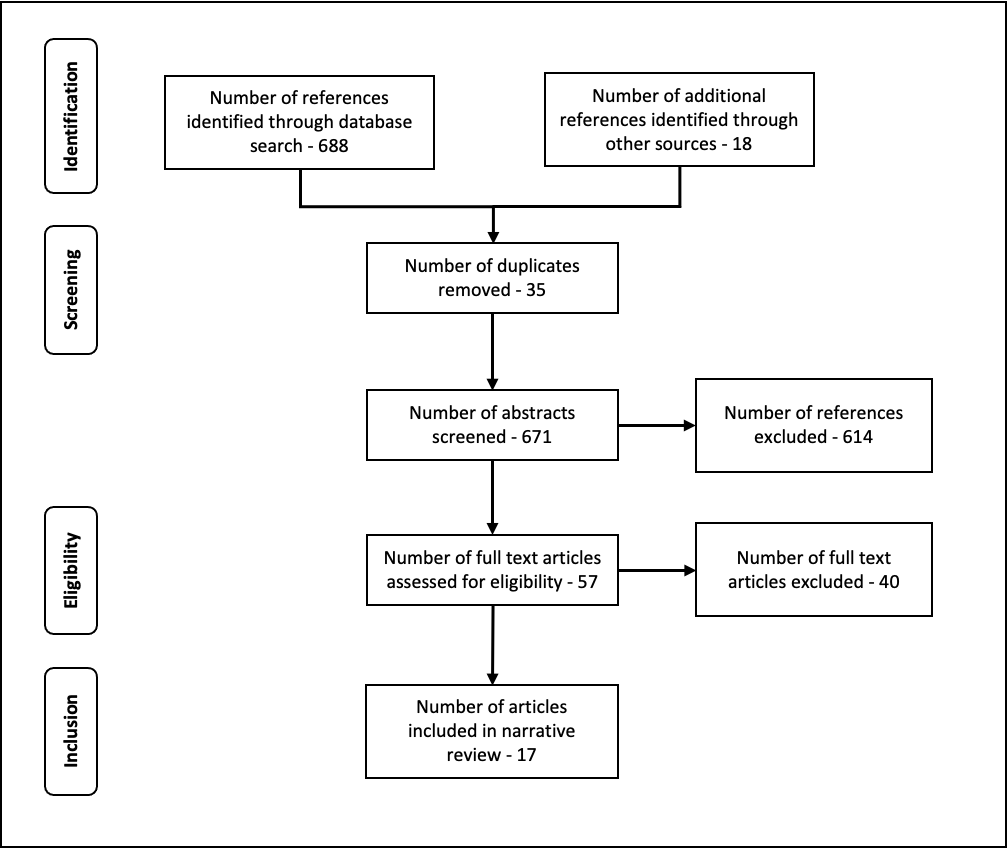 Identification
Number of references
identified through database
search - 688
Number of additional
references identified through
other sources - 18
Screening
Number of duplicates
removed - 35
Number of abstracts
screened - 671
Number of references
excluded - 614
Eligibility
Number of full text articles
assessed for eligibility - 57
Number of full text
articles excluded - 40
Inclusion
Number of articles
included in narrative
review - 17